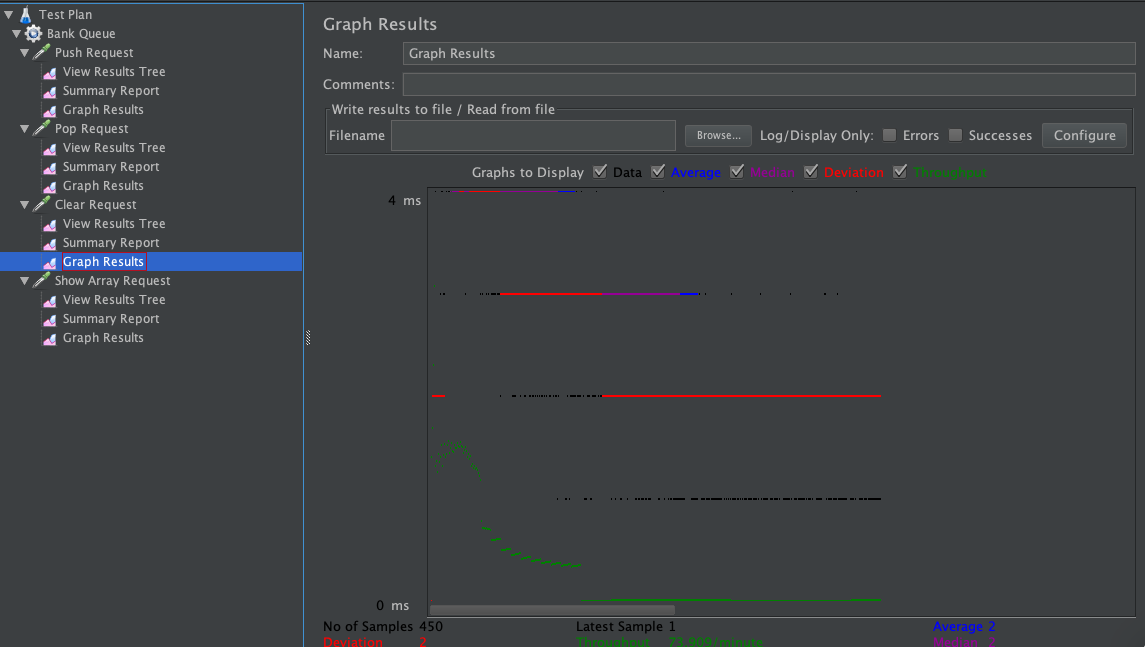 Test Plan
Bank Queue
Push Request
View Results Tree
Summary Report
Graph Results
Pop Request
View Results Tree
Summary Report
Graph Results
Clear Request
View Results Tree
Summary Report
Graph Results
Show Array Request
View Results Tree
Summary Report
Graph Results
Graph Results
Name: Graph Results
Comments:
Write results to file / Read from file
Filename Browse... Log/Display Only: Errors Successes Configure
Graphs to Display Data Average Median Deviation Throughput
4 ms
0 ms
No of Samples 450 Latest Sample 1 Average 2
Deviation 2 Throughput 73.909/minute Median 2